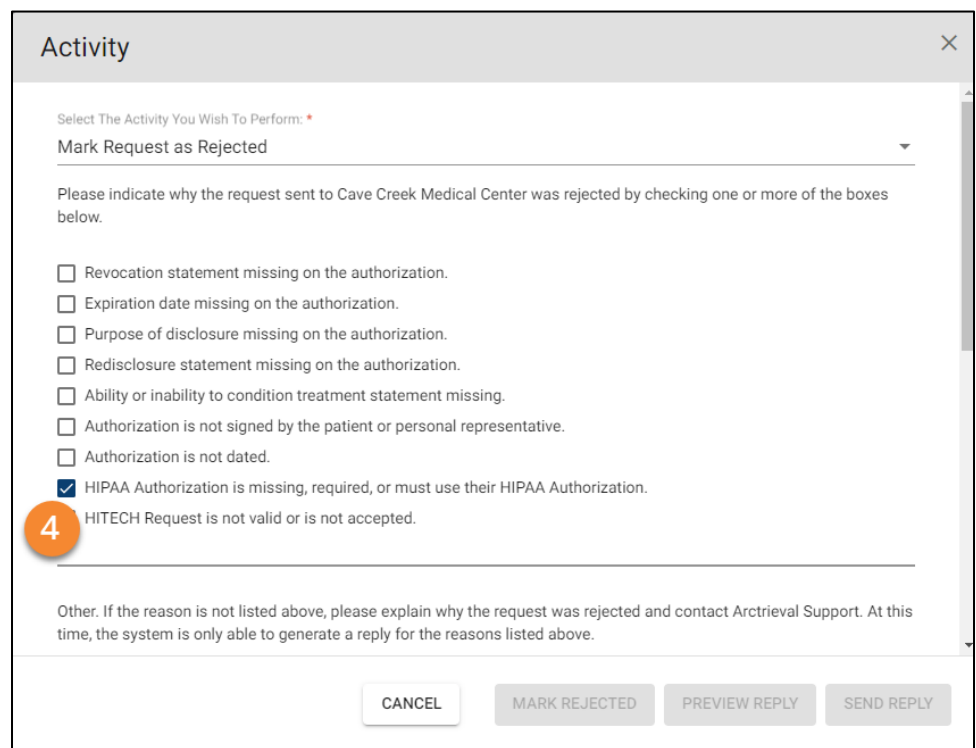 Activity
Select The Activity You Wish To Perform: *
Mark Request as Rejected
Please indicate why the request sent to Cave Creek Medical Center was rejected by checking one or more of the boxes
below.
Revocation statement missing on the authorization.
Expiration date missing on the authorization.
Purpose of disclosure missing on the authorization.
Redisclosure statement missing on the authorization.
Ability or inability to condition treatment statement missing.
Authorization is not signed by the patient or personal representative.
Authorization is not dated.
HIPAA Authorization is missing, required, or must use their HIPAA Authorization.
4 HITECH Request is not valid or is not accepted.
Other. If the reason is not listed above, please explain why the request was rejected and contact Arctrieval Support. At this
time, the system is only able to generate a reply for the reasons listed above.
CANCEL MARK REJECTED PREVIEW REPLY SEND REPLY